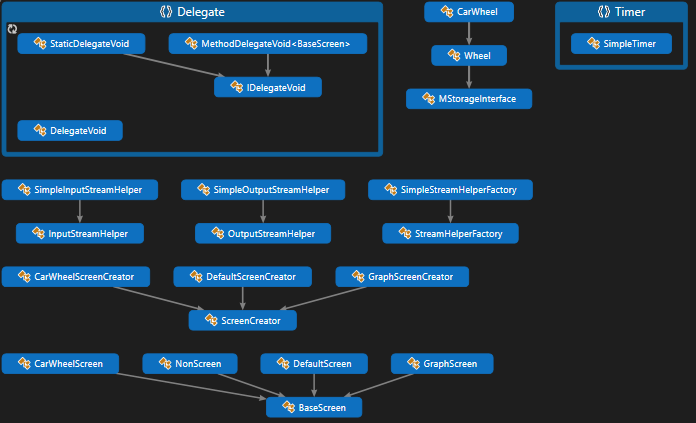 Delegate
CarWheel
Timer
StaticDelegateVoid
MethodDelegateVoid<BaseScreen>
SimpleTimer
Wheel
IDelegateVoid
MStorageInterface
DelegateVoid
SimpleInputStreamHelper
SimpleOutputStreamHelper
SimpleStreamHelperFactory
InputStreamHelper
OutputStreamHelper
StreamHelperFactory
CarWheelScreenCreator
DefaultScreenCreator
GraphScreenCreator
ScreenCreator
CarWheelScreen
NonScreen
DefaultScreen
GraphScreen
BaseScreen